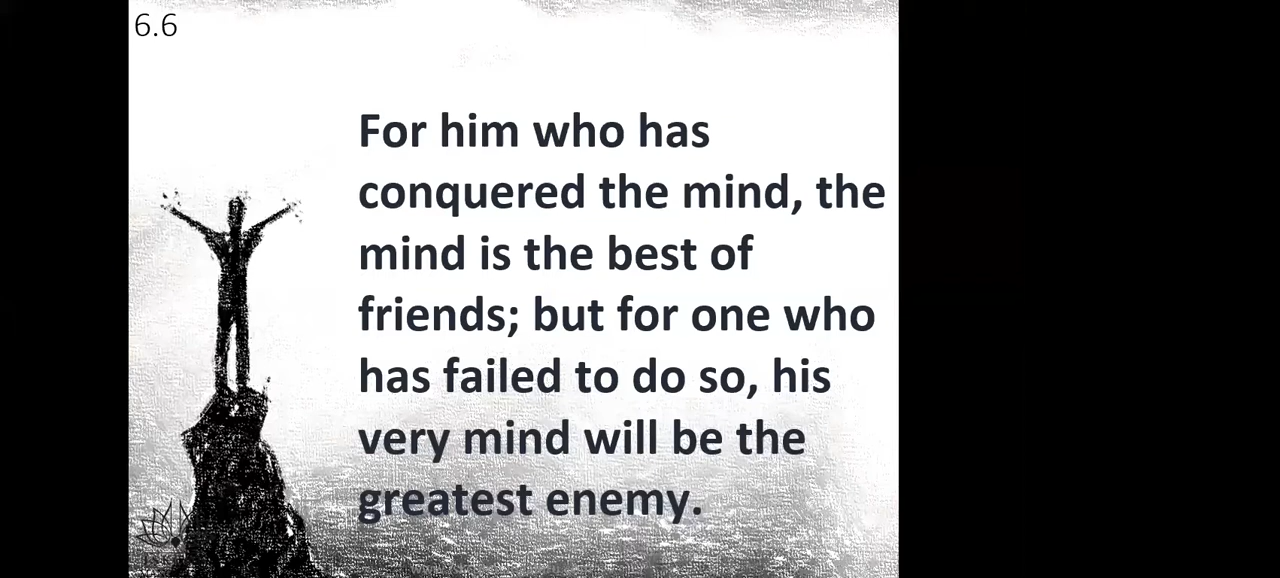 6.6
For him who has
conquered the mind, the
mind is the best of
friends; but for one who
has failed to do so, his
very mind will be the
greatest enemy.